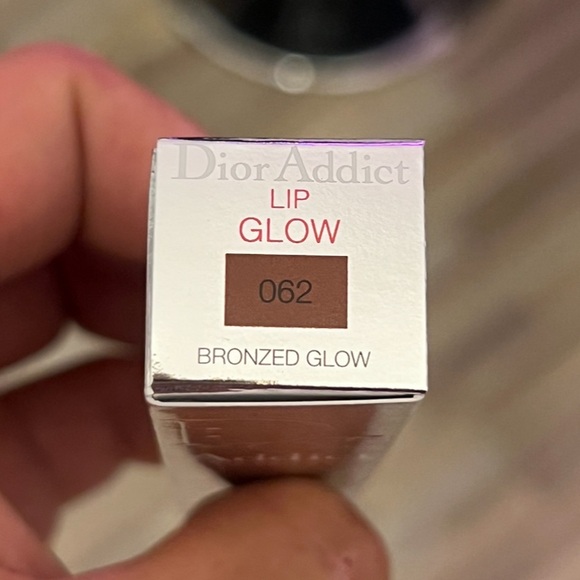 Dior Addict
LIP
GLOW
062
BRONZED GLOW